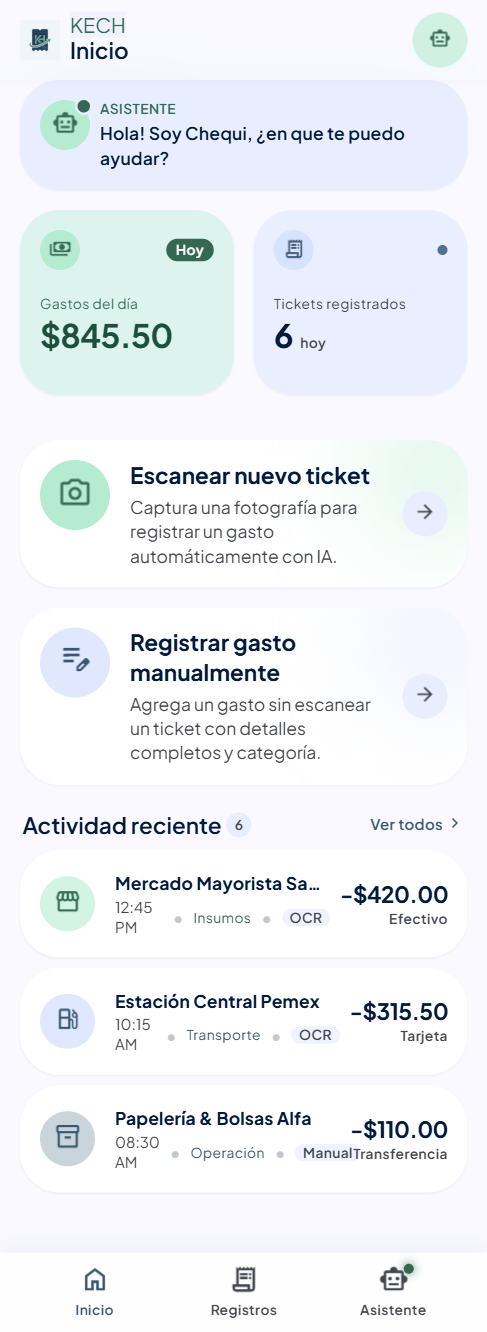 KECH
Inicio
ASISTENTE
Hola! Soy Chequi, ¿en que te puedo
ayudar?
Hoy
Gastos del día
$845.50
Tickets registrados
6 hoy
Escanear nuevo ticket
Captura una fotografía para
registrar un gasto
automáticamente con IA.
Registrar gasto
manualmente
Agrega un gasto sin escanear
un ticket con detalles
completos y categoría.
Actividad reciente 6
Ver todos
Mercado Mayorista Sa...
-$420.00
12:45
PM
Insumos
OCR
Efectivo
Estación Central Pemex
-$315.50
10:15
AM
Transporte
OCR
Tarjeta
Papelería & Bolsas Alfa
-$110.00
08:30
AM
Operación
Manual
Transferencia
Inicio
Registros
Asistente